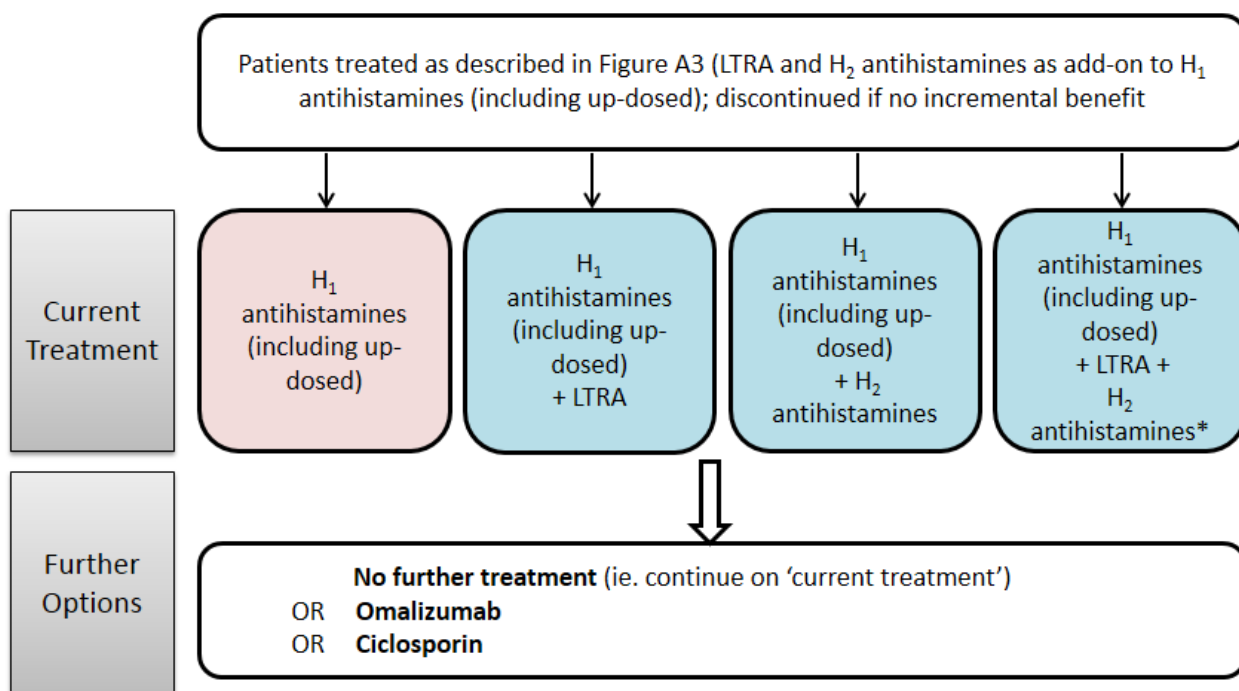 Patients treated as described in Figure A3 (LTRA and H₂ antihistamines as add-on to H₁
antihistamines (including up-dosed); discontinued if no incremental benefit
Current
Treatment
H₁
antihistamines
(including up-
dosed)
H₁
antihistamines
(including up-
dosed)
+ LTRA
H₁
antihistamines
(including up-
dosed)
+ H₂
antihistamines
H₁
antihistamines
(including up-
dosed)
+ LTRA +
H₂
antihistamines*
Further
Options
No further treatment (ie. continue on ‘current treatment’)
OR Omalizumab
OR Ciclosporin